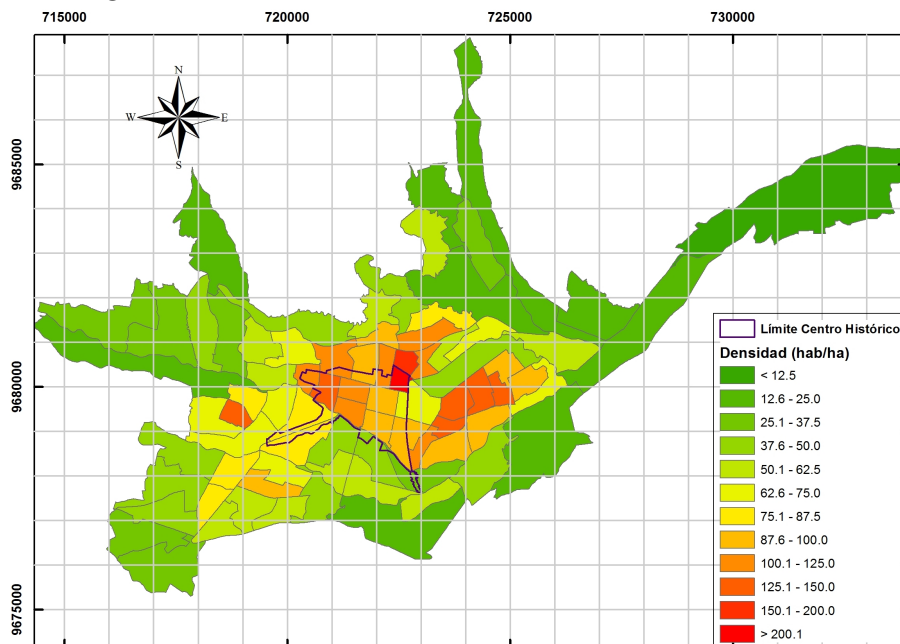 715000
720000
725000
730000
N
W
E
S
9685000
9680000
9675000
Límite Centro Histórico
Densidad (hab/ha)
< 12.5
12.6 - 25.0
25.1 - 37.5
37.6 - 50.0
50.1 - 62.5
62.6 - 75.0
75.1 - 87.5
87.6 - 100.0
100.1 - 125.0
125.1 - 150.0
150.1 - 200.0
> 200.1